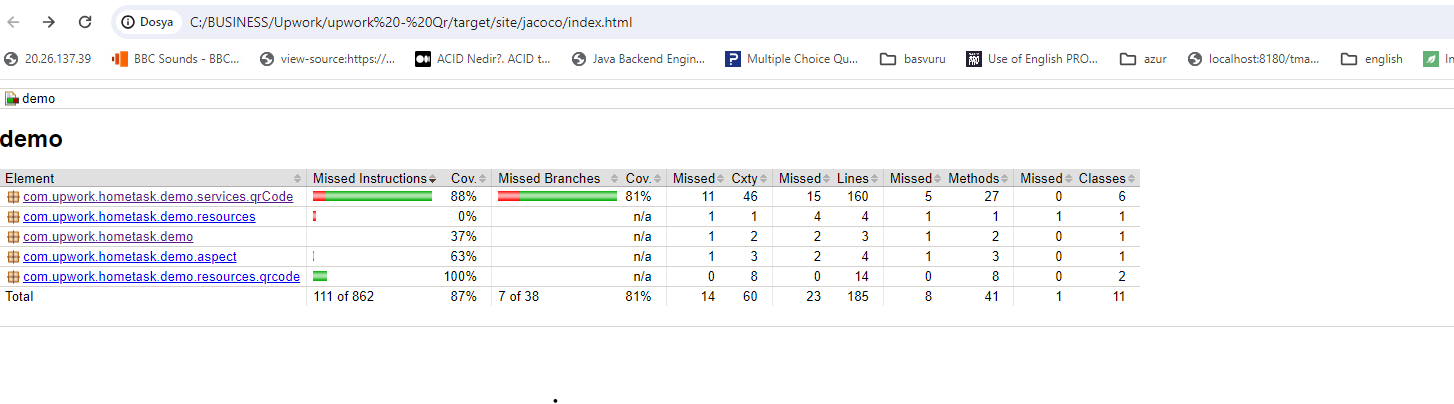 Dosya C:/BUSINESS/Upwork/upwork%20-%20Qr/target/site/jacoco/index.html
20.26.137.39 BBC Sounds - BBC... view-source:https://... ACID Nedir?. ACID t... Java Backend Engin... Multiple Choice Qu... basvuru Use of English PRO... azur localhost:8180/tma... english In
demo
demo
Element Missed Instructions Cov. Missed Branches Cov. Missed Cxty Missed Lines Missed Methods Missed Classes
com.upwork.hometask.demo.services.qrCode 88% 81% 11 46 15 160 5 27 0 6
com.upwork.hometask.demo.resources 0% n/a 1 1 4 4 1 1 1 1
com.upwork.hometask.demo 37% n/a 1 2 2 3 1 2 0 1
com.upwork.hometask.demo.aspect 63% n/a 1 3 2 4 1 3 0 1
com.upwork.hometask.demo.resources.qrcode 100% n/a 0 8 0 14 0 8 0 2
Total 111 of 862 87% 7 of 38 81% 14 60 23 185 8 41 1 11